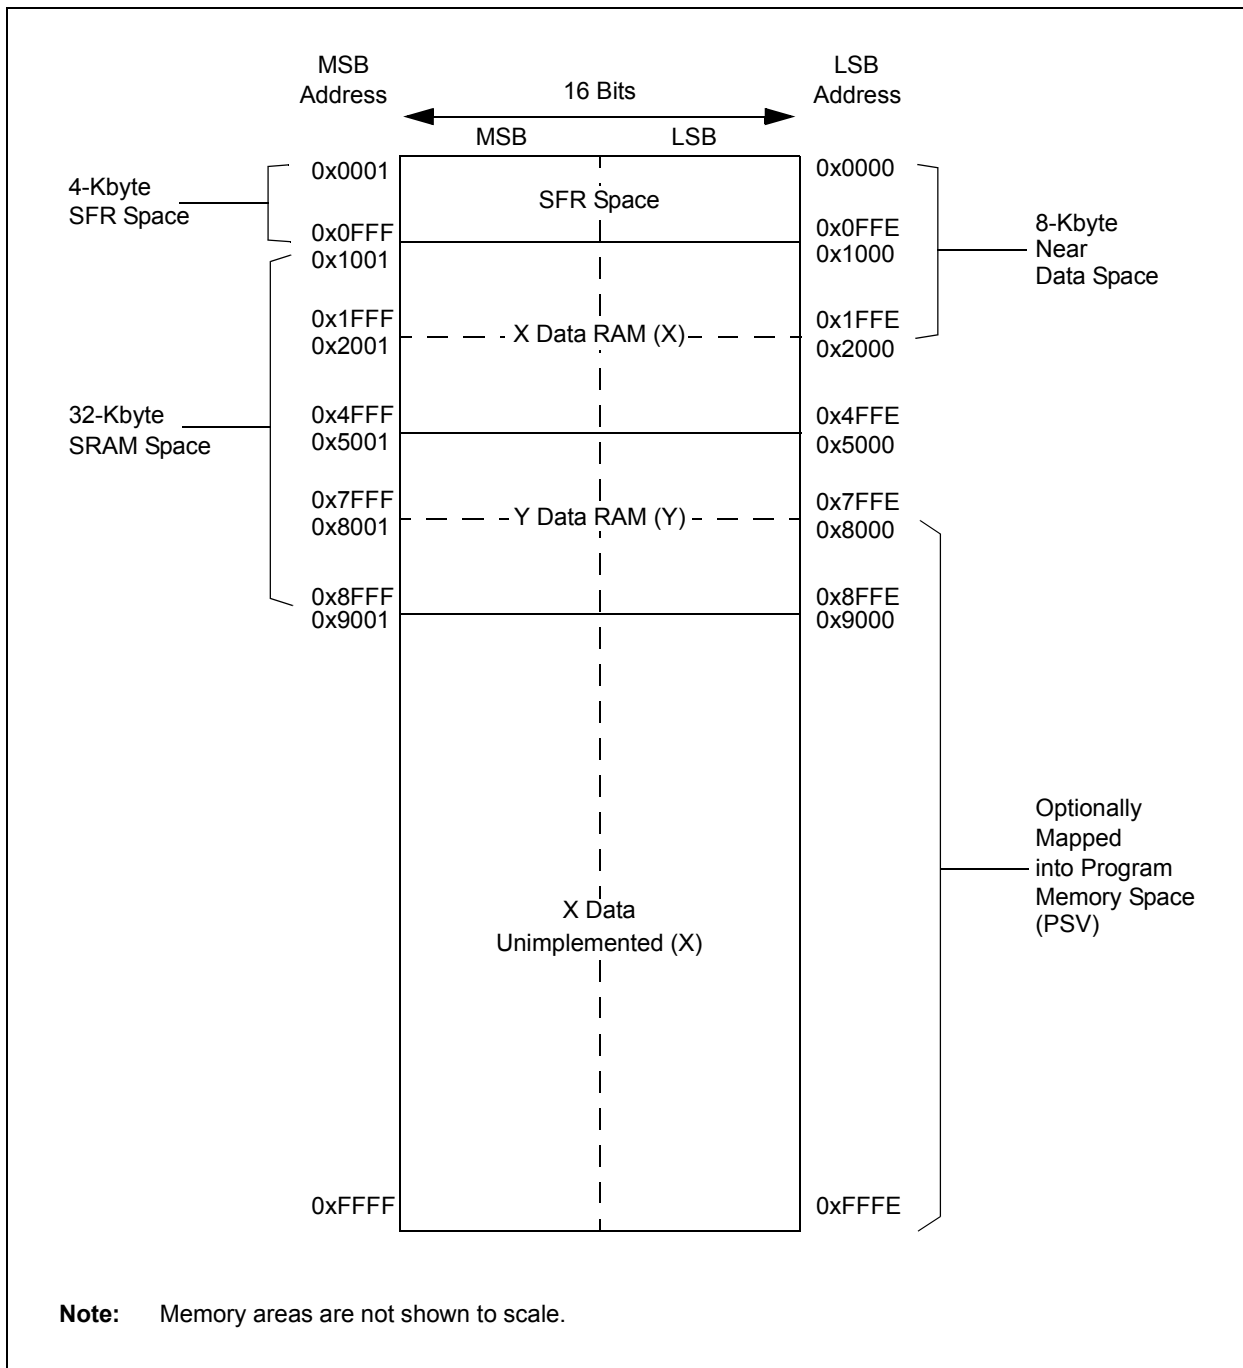 MSB
Address
LSB
Address
16 Bits
MSB
LSB
4-Kbyte
SFR Space
0x0001
0x0FFF
0x1001
SFR Space
0x0000
0x0FFE
0x1000
8-Kbyte
Near
Data Space
0x1FFF
0x2001
X Data RAM (X)
0x1FFE
0x2000
32-Kbyte
SRAM Space
0x4FFF
0x5001
0x4FFE
0x5000
0x7FFF
0x8001
Y Data RAM (Y)
0x7FFE
0x8000
0x8FFF
0x9001
0x8FFE
0x9000
Optionally
Mapped
into Program
Memory Space
(PSV)
X Data
Unimplemented (X)
0xFFFF
0xFFFE
Note: Memory areas are not shown to scale.